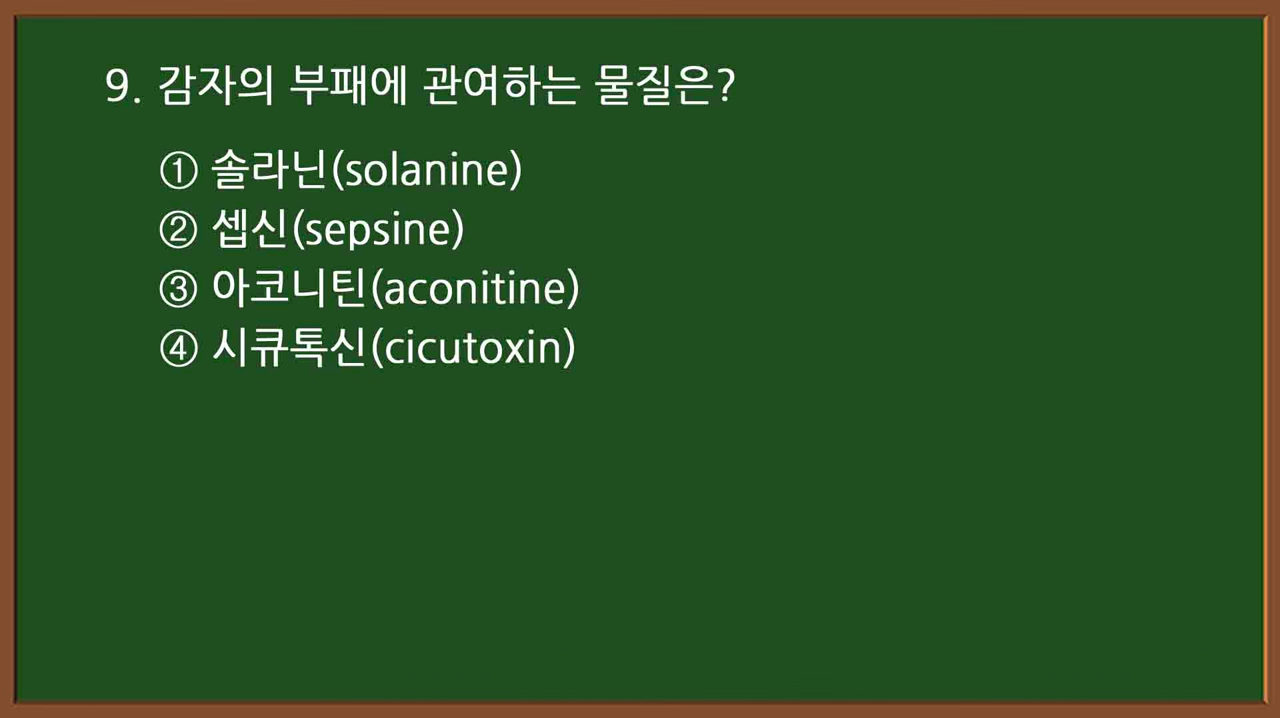 9. 감자의 부패에 관여하는 물질은?
① 솔라닌(solanine)
② 셉신(sepsine)
③ 아코니틴(aconitine)
④ 시큐톡신(cicutoxin)